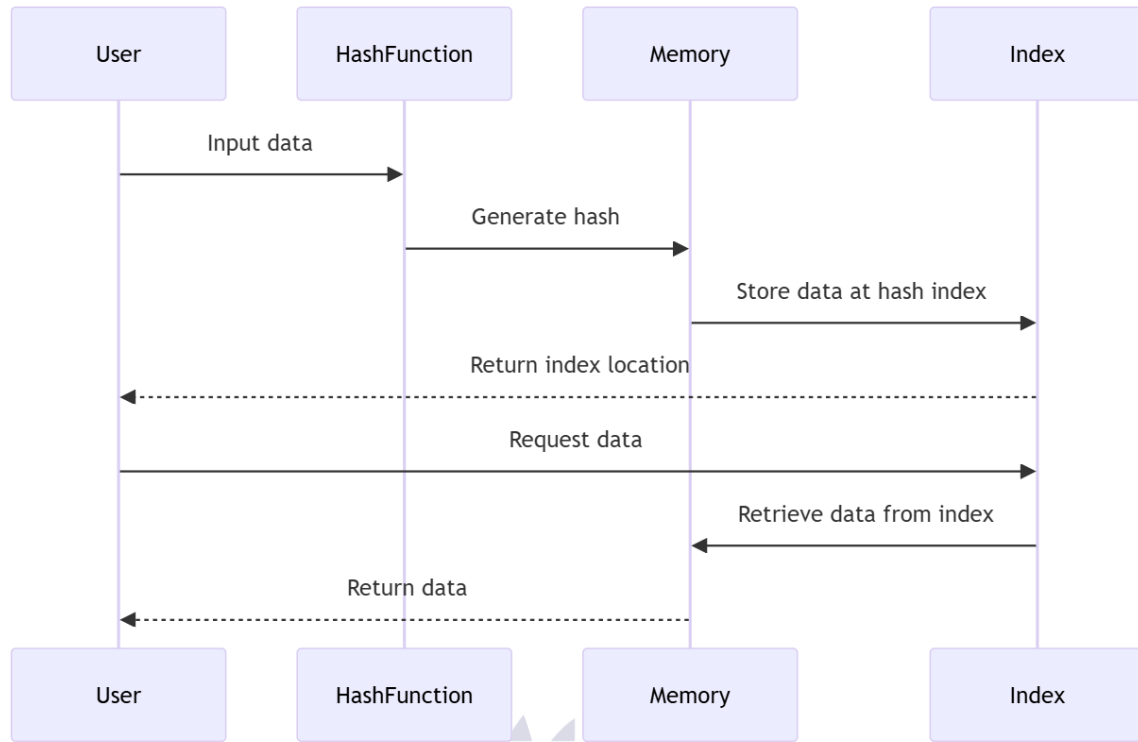 User HashFunction Memory Index
Input data
Generate hash
Store data at hash index
Return index location
Request data
Retrieve data from index
Return data
User HashFunction Memory Index